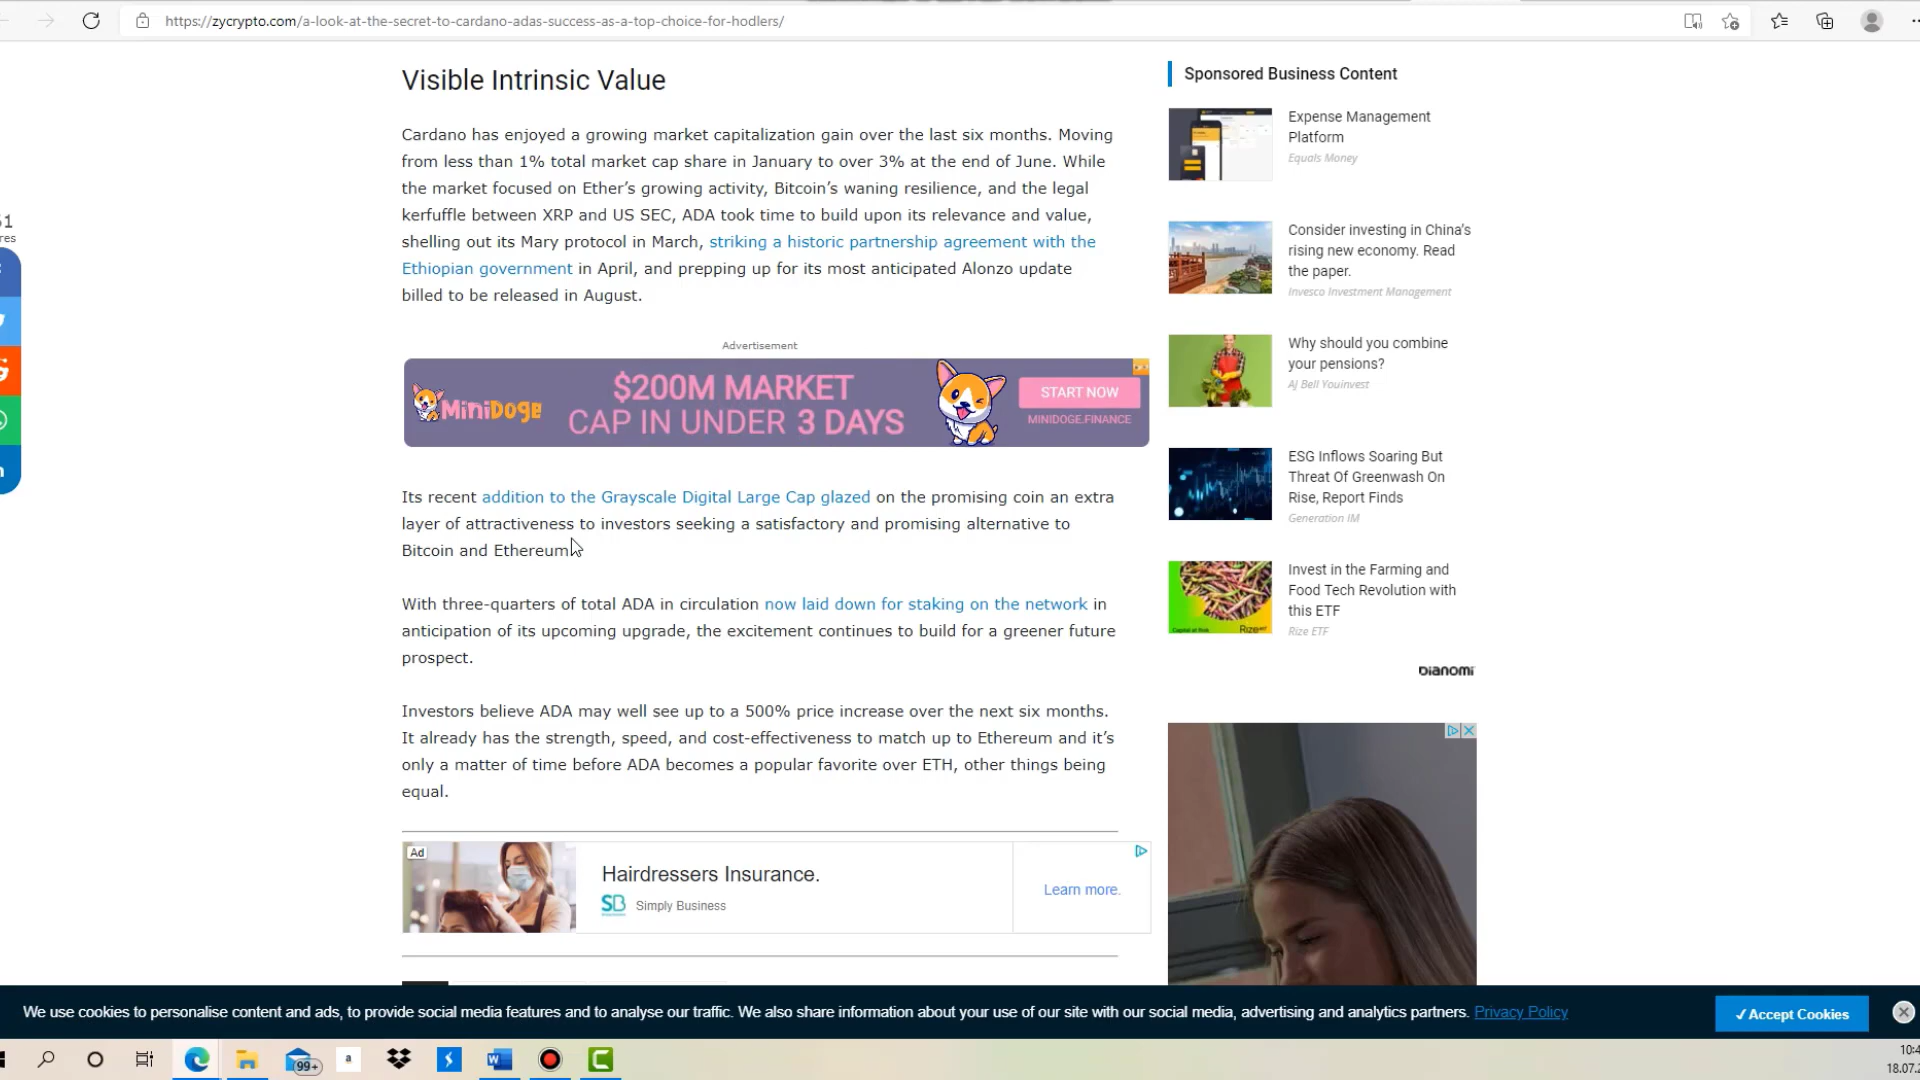 https://zycrypto.com/a-look-at-the-secret-to-cardano-adas-success-as-a-top-choice-for-hodlers/
Visible Intrinsic Value
Cardano has enjoyed a growing market capitalization gain over the last six months. Moving
from less than 1% total market cap share in January to over 3% at the end of June. While
the market focused on Ether’s growing activity, Bitcoin’s waning resilience, and the legal
kerfuffle between XRP and US SEC, ADA took time to build upon its relevance and value,
shelling out its Mary protocol in March, striking a historic partnership agreement with the
Ethiopian government in April, and prepping up for its most anticipated Alonzo update
billed to be released in August.
Advertisement
MiniDoge
$200M MARKET
CAP IN UNDER 3 DAYS
START NOW
MINIDOGE.FINANCE
Its recent addition to the Grayscale Digital Large Cap glazed on the promising coin an extra
layer of attractiveness to investors seeking a satisfactory and promising alternative to
Bitcoin and Ethereum
With three-quarters of total ADA in circulation now laid down for staking on the network in
anticipation of its upcoming upgrade, the excitement continues to build for a greener future
prospect.
Investors believe ADA may well see up to a 500% price increase over the next six months.
It already has the strength, speed, and cost-effectiveness to match up to Ethereum and it’s
only a matter of time before ADA becomes a popular favorite over ETH, other things being
equal.
Ad
Hairdressers Insurance.
SB
Simply Business
Learn more.
Sponsored Business Content
Expense Management
Platform
Equals Money
Consider investing in China’s
rising new economy. Read
the paper.
Invesco Investment Management
Why should you combine
your pensions?
AJ Bell Youinvest
ESG Inflows Soaring But
Threat Of Greenwash On
Rise, Report Finds
Generation IM
Invest in the Farming and
Food Tech Revolution with
this ETF
Rize ETF
Capital at Risk
Rize ETF
Dianomi
51
res
We use cookies to personalise content and ads, to provide social media features and to analyse our traffic. We also share information about your use of our site with our social media, advertising and analytics partners. Privacy Policy
✓Accept Cookies
99+
a
10:4
18.07.